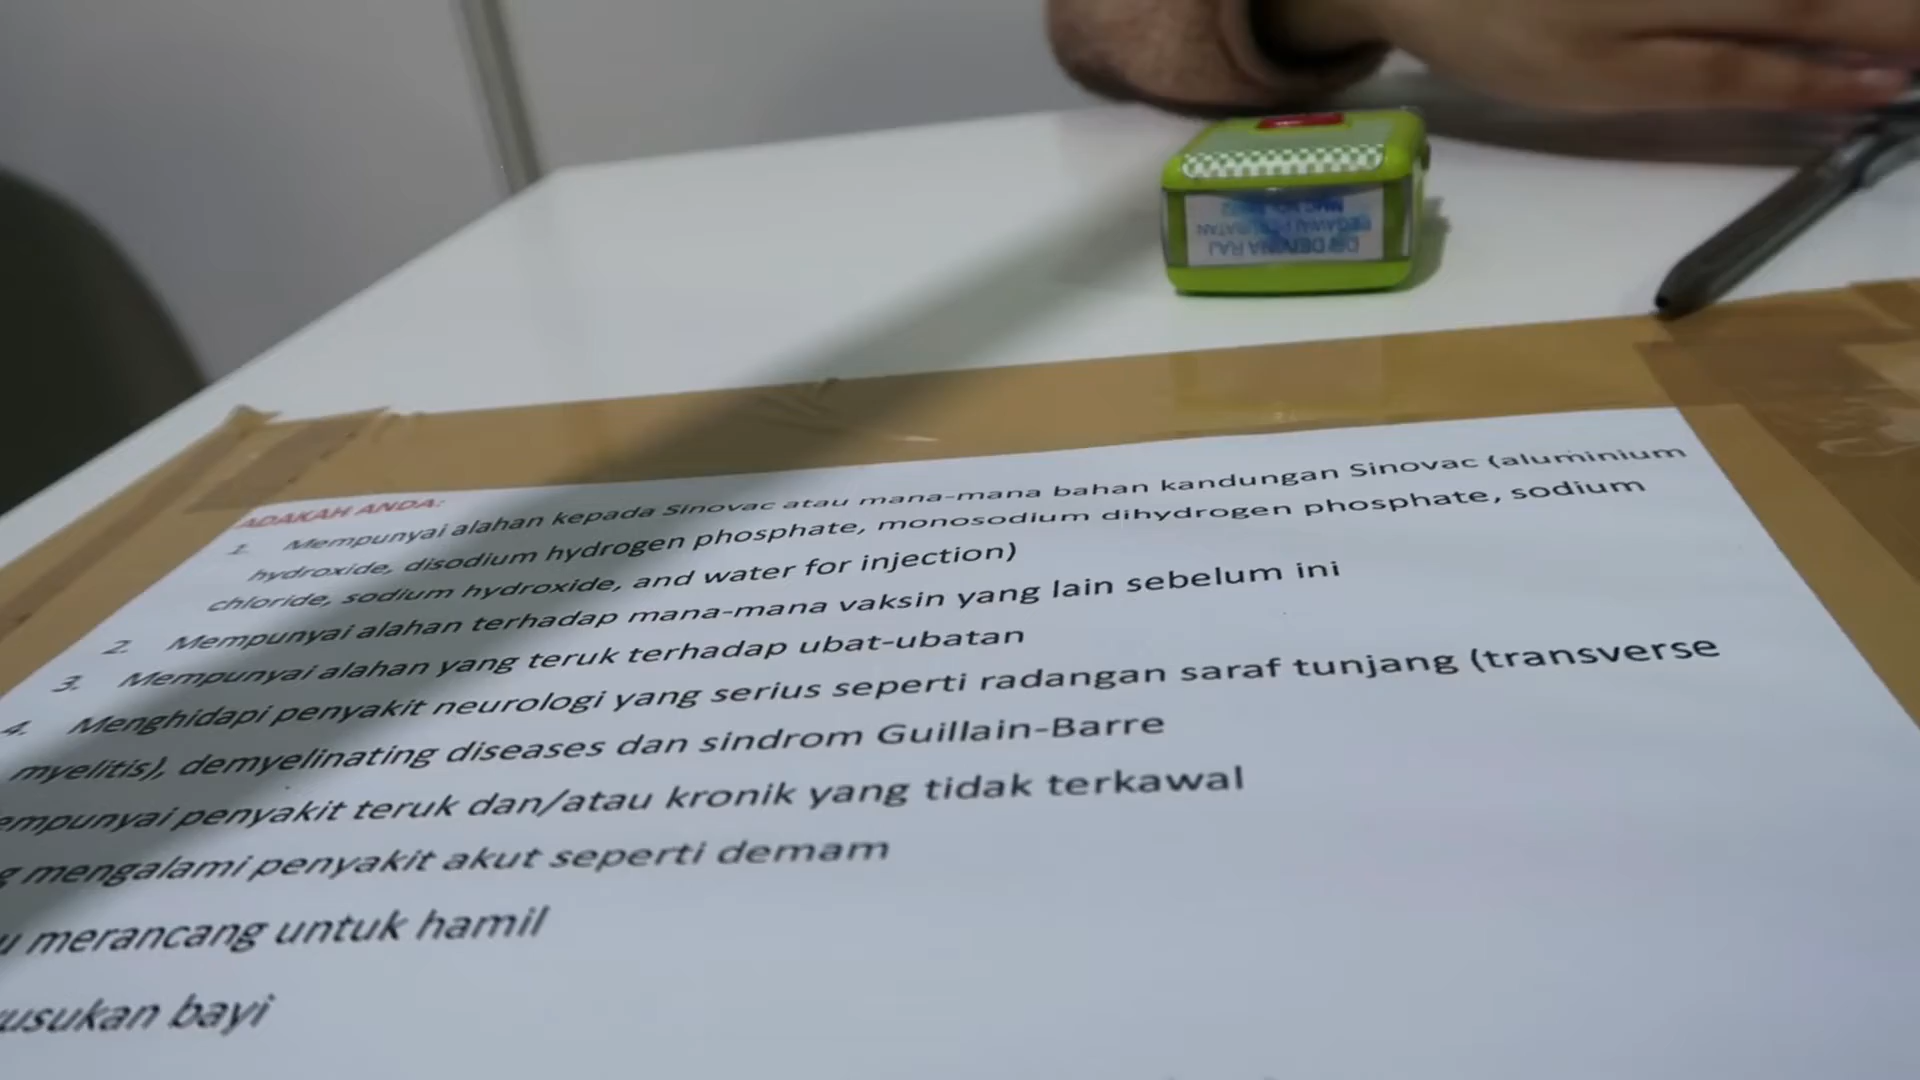 ADAKAH ANDA:
1. Mempunyai alahan kepada Sinovac atau mana-mana bahan kandungan Sinovac (aluminium
hydroxide, disodium hydrogen phosphate, monosodium dihydrogen phosphate, sodium
chloride, sodium hydroxide, and water for injection)
2. Mempunyai alahan terhadap mana-mana vaksin yang lain sebelum ini
3. Mempunyai alahan yang teruk terhadap ubat-ubatan
4. Menghidapi penyakit neurologi yang serius seperti radangan saraf tunjang (transverse
myelitis), demyelinating diseases dan sindrom Guillain-Barre
empunyai penyakit teruk dan/atau kronik yang tidak terkawal
g mengalami penyakit akut seperti demam
u merancang untuk hamil
usukan bayi